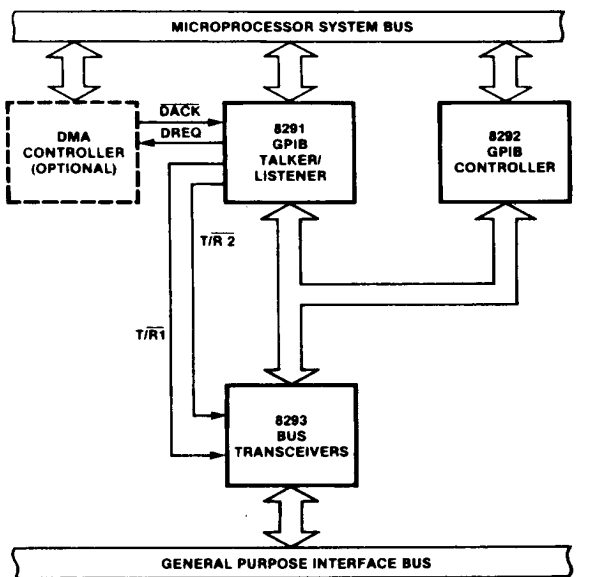 MICROPROCESSOR SYSTEM BUS
DMA
CONTROLLER
(OPTIONAL)
DACK
DREQ
8291
GPIB
TALKER/
LISTENER
8292
GPIB
CONTROLLER
T/R 2
T/R1
8293
BUS
TRANSCEIVERS
GENERAL PURPOSE INTERFACE BUS